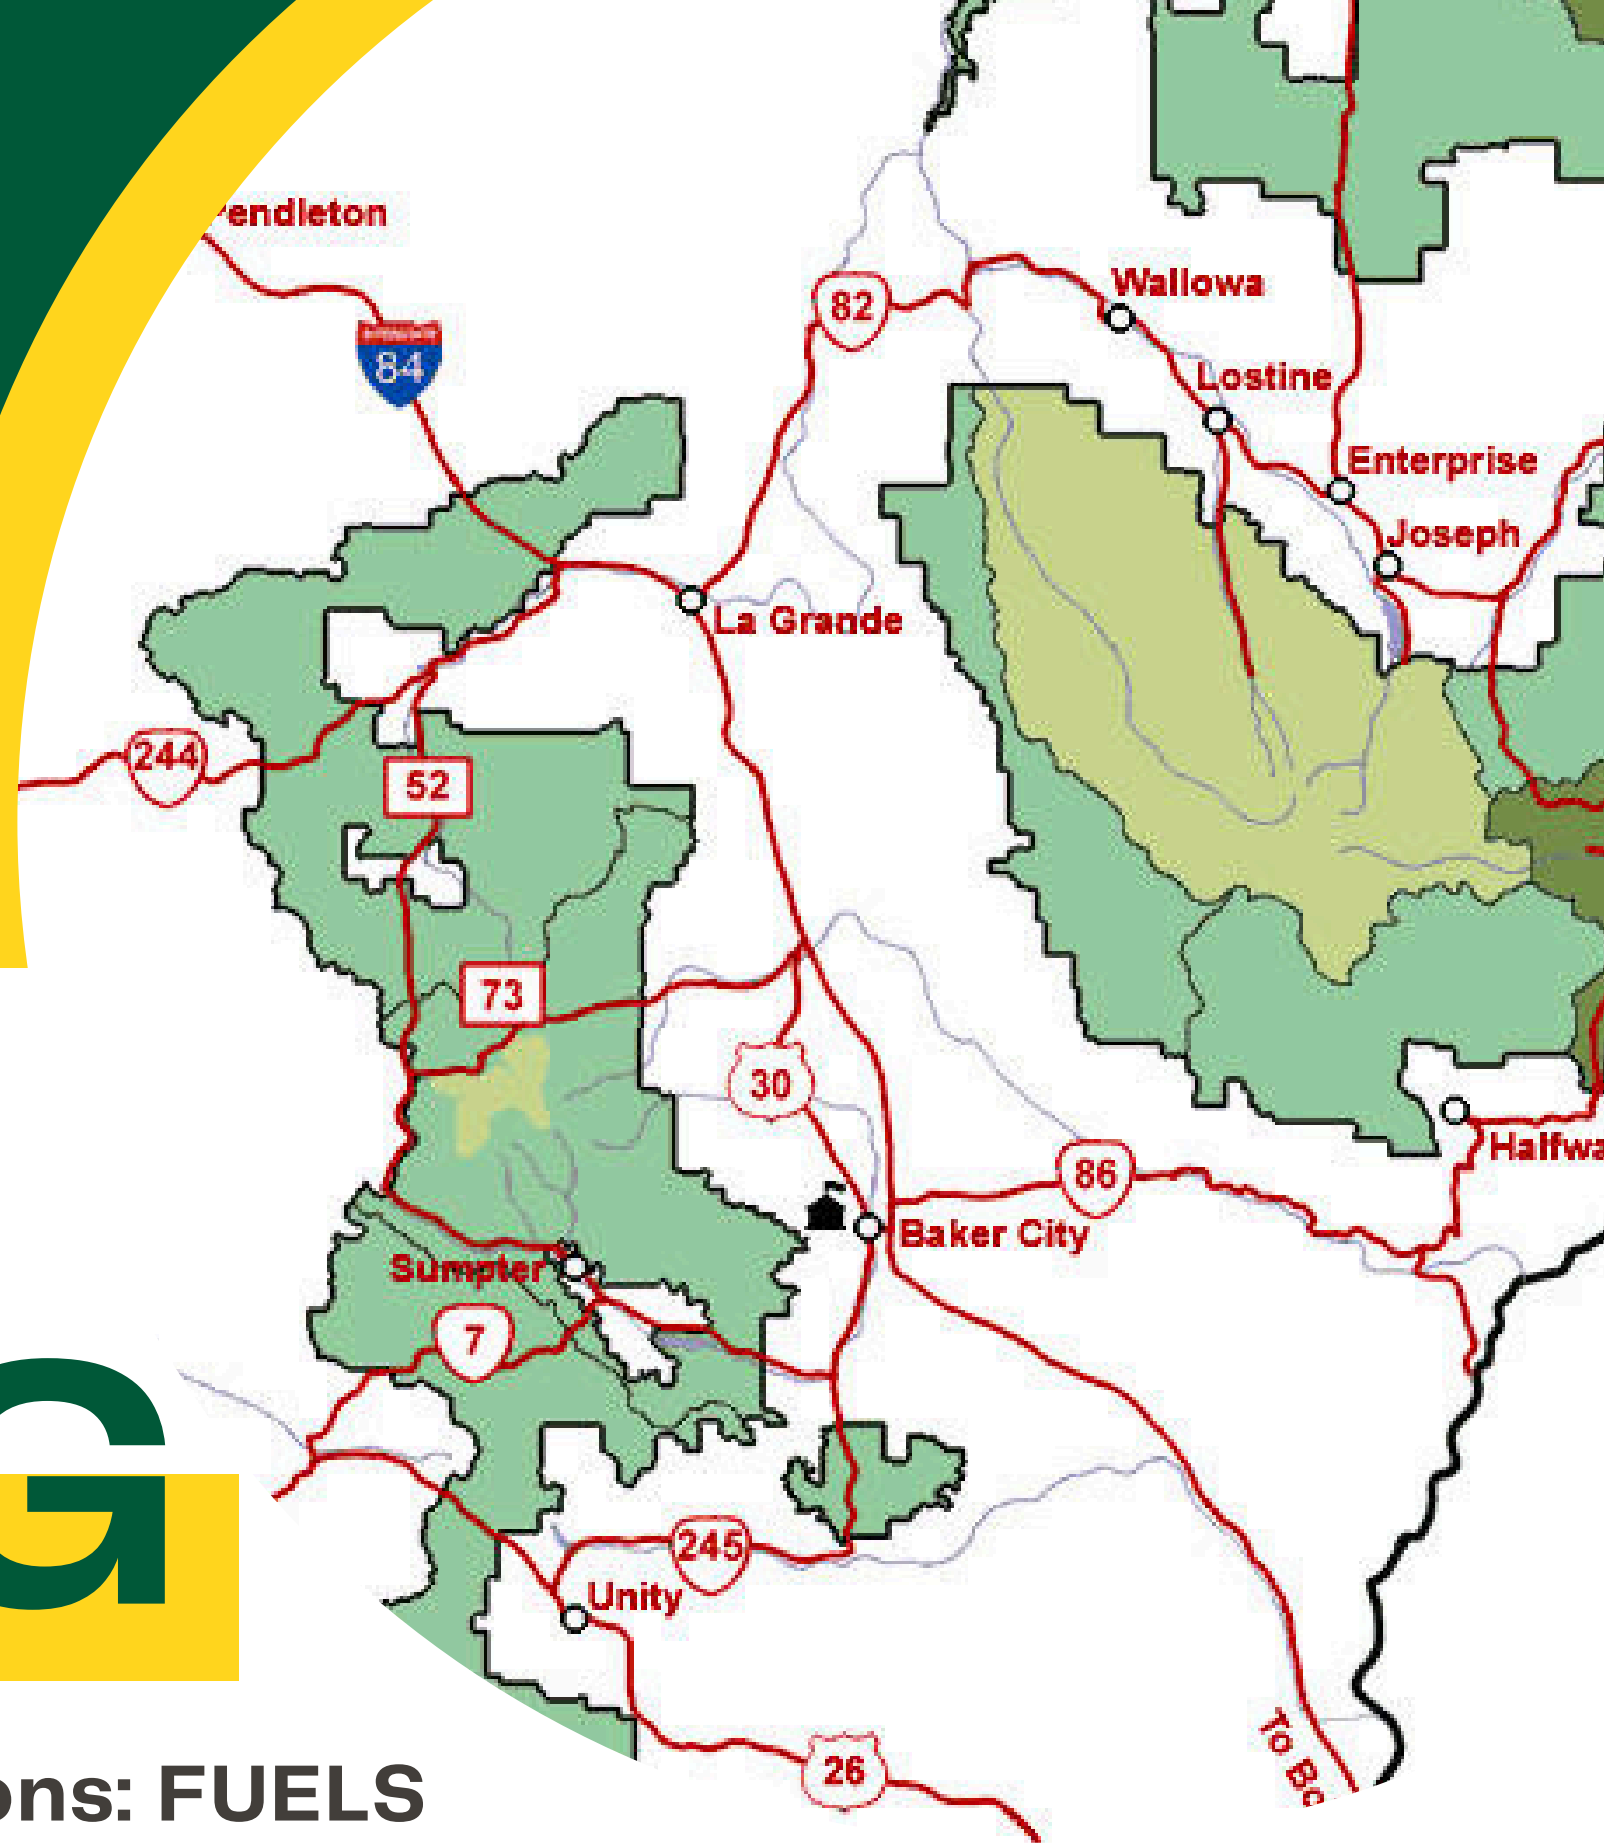 endleton
82
Wallowa
84
Lostine
Enterprise
Joseph
La Grande
244
52
73
30
86
Halfwa
Baker City
Sumpter
7
G
245
Unity
To Bo
26
ons: FUELS